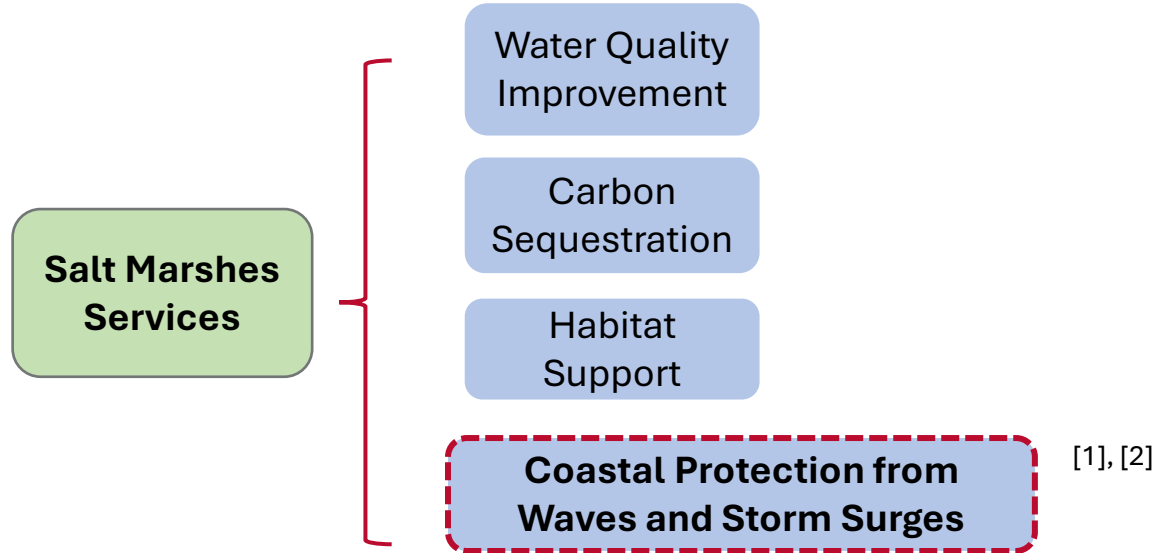 Water Quality
Improvement
Carbon
Sequestration
Salt Marshes
Services
Habitat
Support
Coastal Protection from
Waves and Storm Surges
[1], [2]